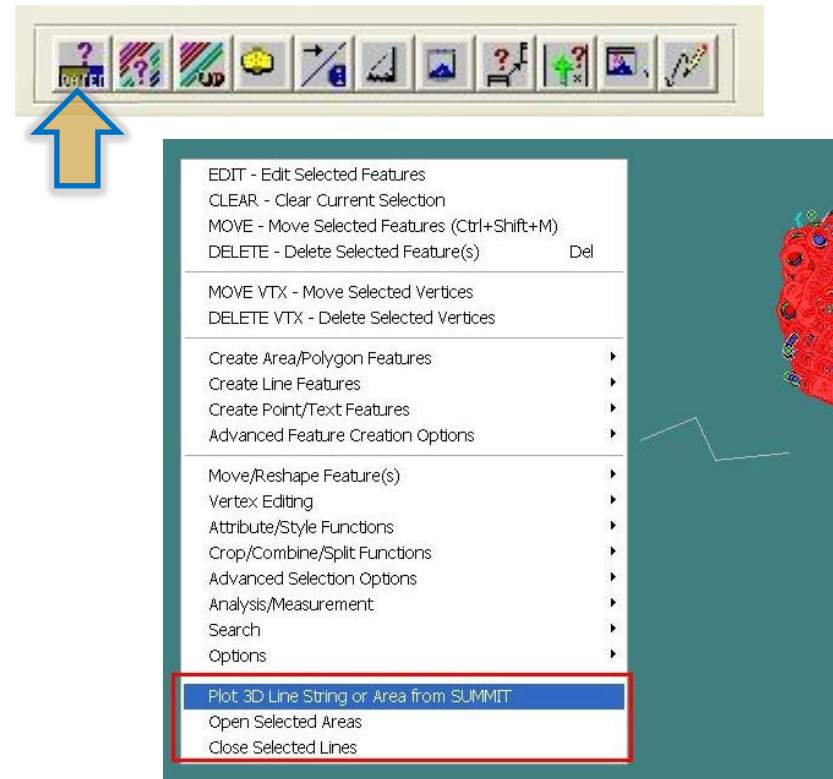 ?
?
UP
?
?
EDIT - Edit Selected Features
CLEAR - Clear Current Selection
MOVE - Move Selected Features (Ctrl+Shift+M)
DELETE - Delete Selected Feature(s) Del
MOVE VTX - Move Selected Vertices
DELETE VTX - Delete Selected Vertices
Create Area/Polygon Features
Create Line Features
Create Point/Text Features
Advanced Feature Creation Options
Move/Reshape Feature(s)
Vertex Editing
Attribute/Style Functions
Crop/Combine/Split Functions
Advanced Selection Options
Analysis/Measurement
Search
Options
Plot 3D Line String or Area from SUMMIT
Open Selected Areas
Close Selected Lines